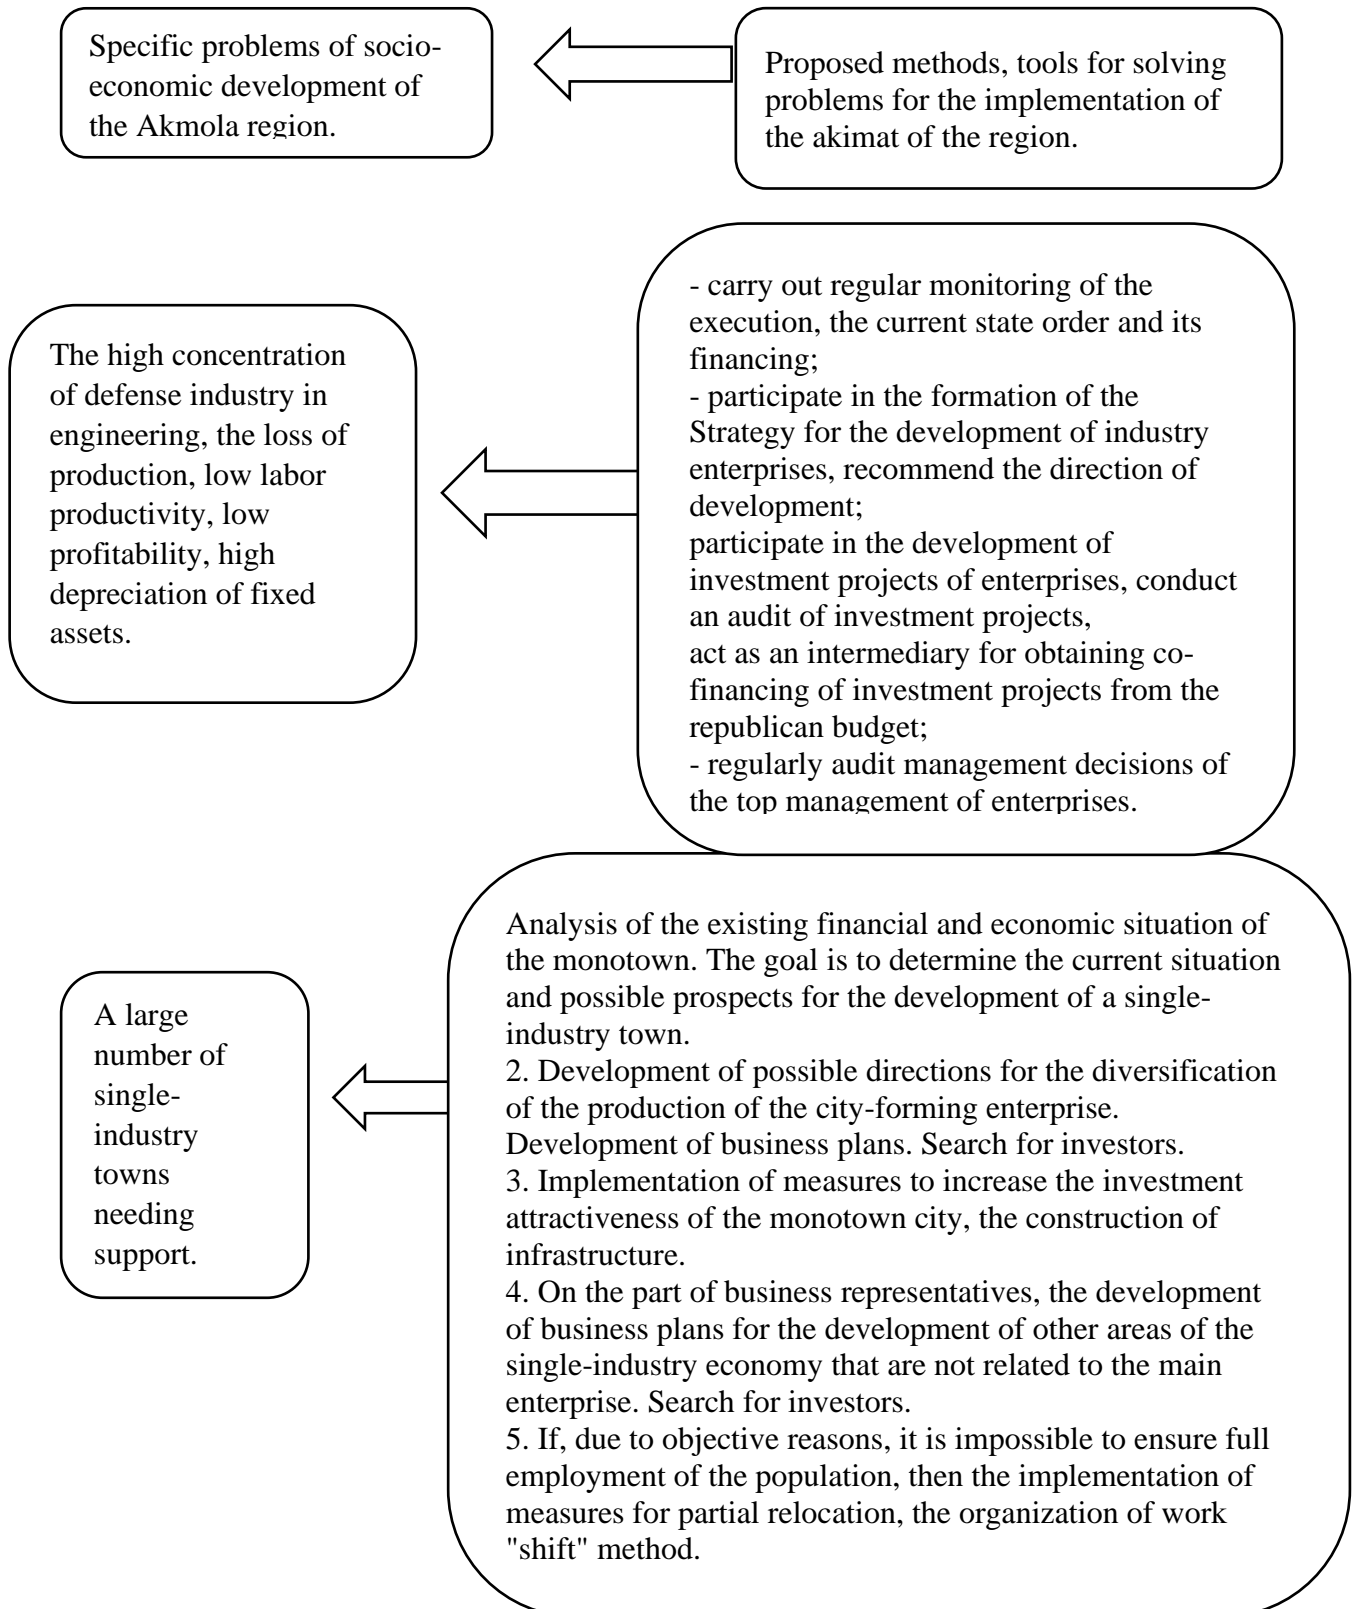 Specific problems of socio-
economic development of
the Akmola region.
Proposed methods, tools for solving
problems for the implementation of
the akimat of the region.
The high concentration
of defense industry in
engineering, the loss of
production, low labor
productivity, low
profitability, high
depreciation of fixed
assets.
- carry out regular monitoring of the
execution, the current state order and its
financing;
- participate in the formation of the
Strategy for the development of industry
enterprises, recommend the direction of
development;
participate in the development of
investment projects of enterprises, conduct
an audit of investment projects,
act as an intermediary for obtaining co-
financing of investment projects from the
republican budget;
- regularly audit management decisions of
the top management of enterprises.
A large
number of
single-
industry
towns
needing
support.
Analysis of the existing financial and economic situation of
the monotown. The goal is to determine the current situation
and possible prospects for the development of a single-
industry town.
2. Development of possible directions for the diversification
of the production of the city-forming enterprise.
Development of business plans. Search for investors.
3. Implementation of measures to increase the investment
attractiveness of the monotown city, the construction of
infrastructure.
4. On the part of business representatives, the development
of business plans for the development of other areas of the
single-industry economy that are not related to the main
enterprise. Search for investors.
5. If, due to objective reasons, it is impossible to ensure full
employment of the population, then the implementation of
measures for partial relocation, the organization of work
"shift" method.